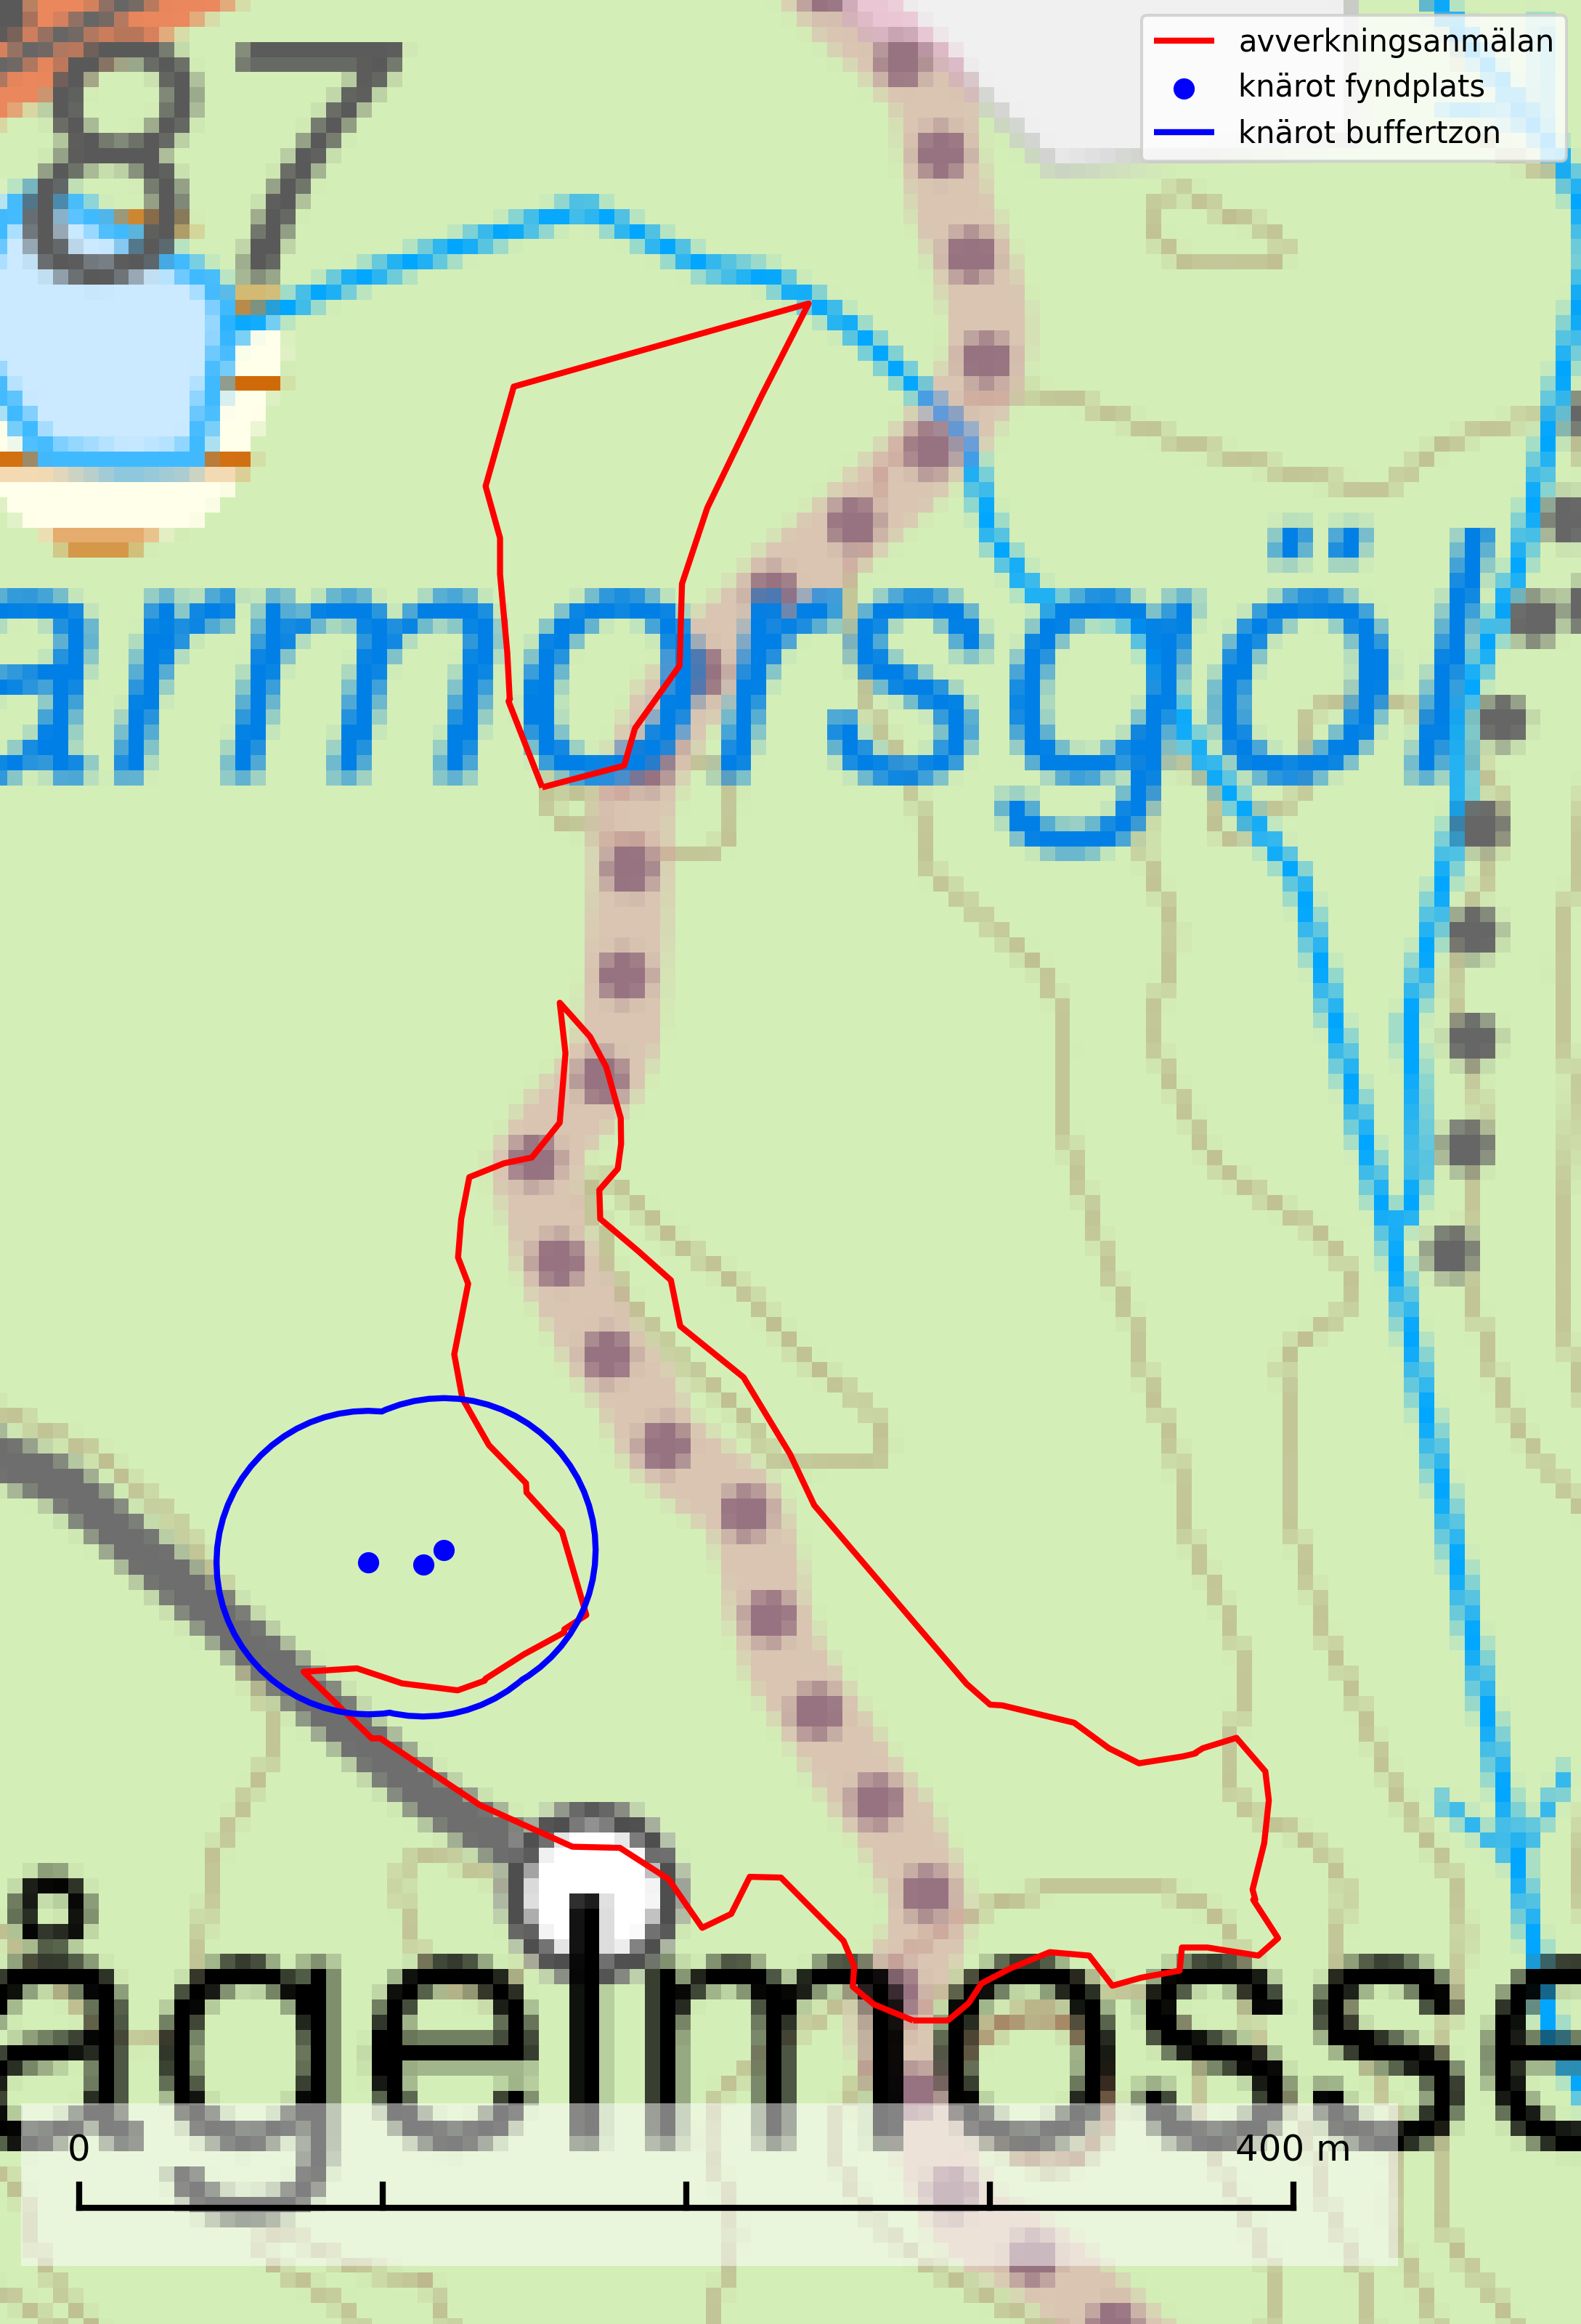 87
avverkningsanmälan
knärot fyndplats
knärot buffertzon
armorsgöl
ågelmosse
0 400 m